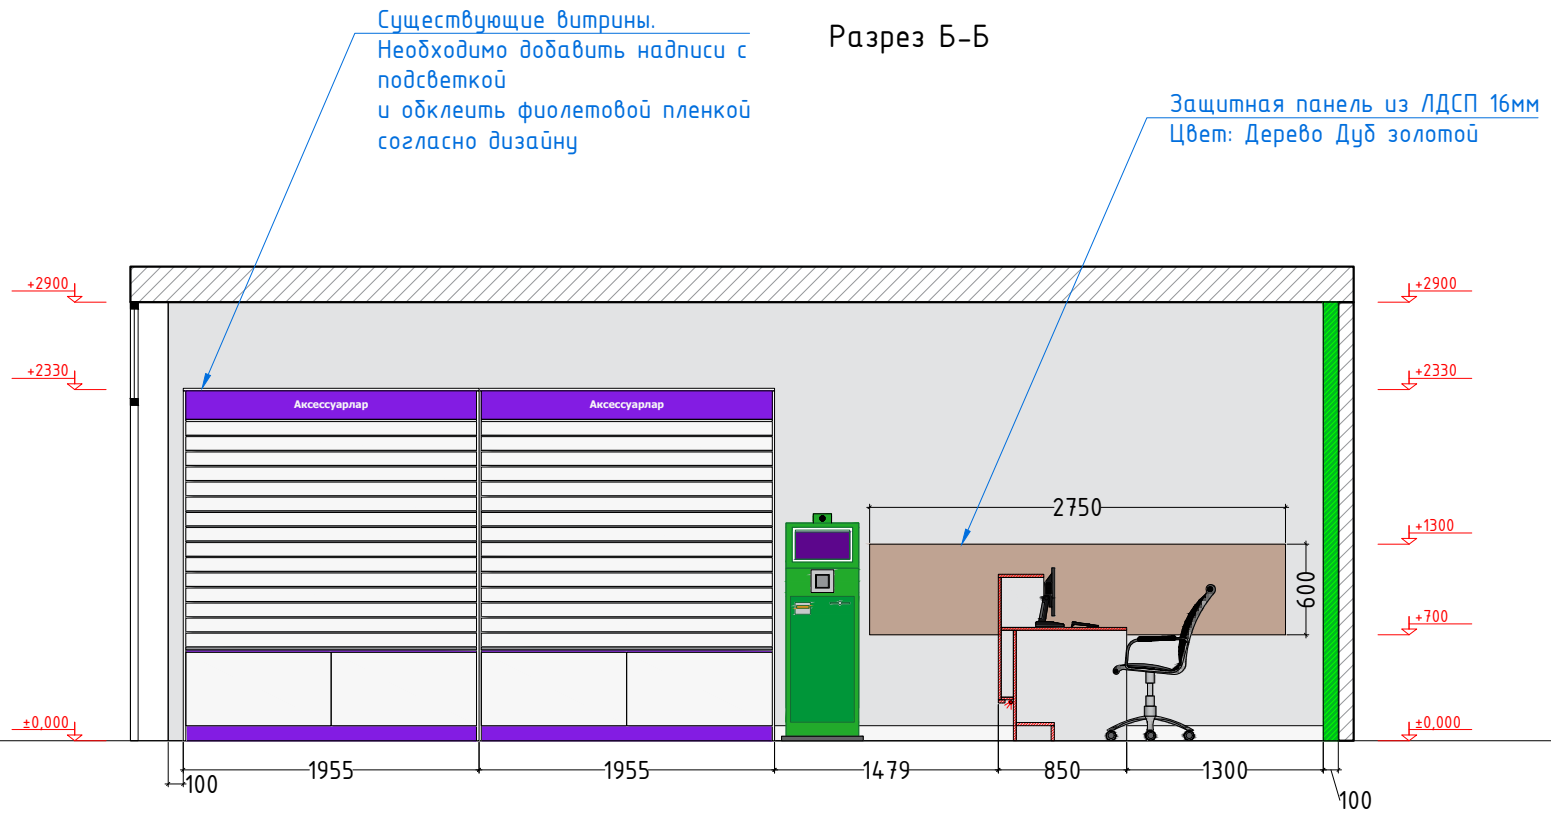 Существующие витрины.
Необходимо добавить надписи с
подсветкой
и обклеить фиолетовой пленкой
согласно дизайну
Разрез Б-Б
Защитная панель из ЛДСП 16мм
Цвет: Дерево Дуб золотой
+2900
+2900
+2330
+2330
Аксессуарлар
Аксессуарлар
2750
+1300
600
+700
±0,000
±0,000
1955
1955
1479
850
1300
100
100